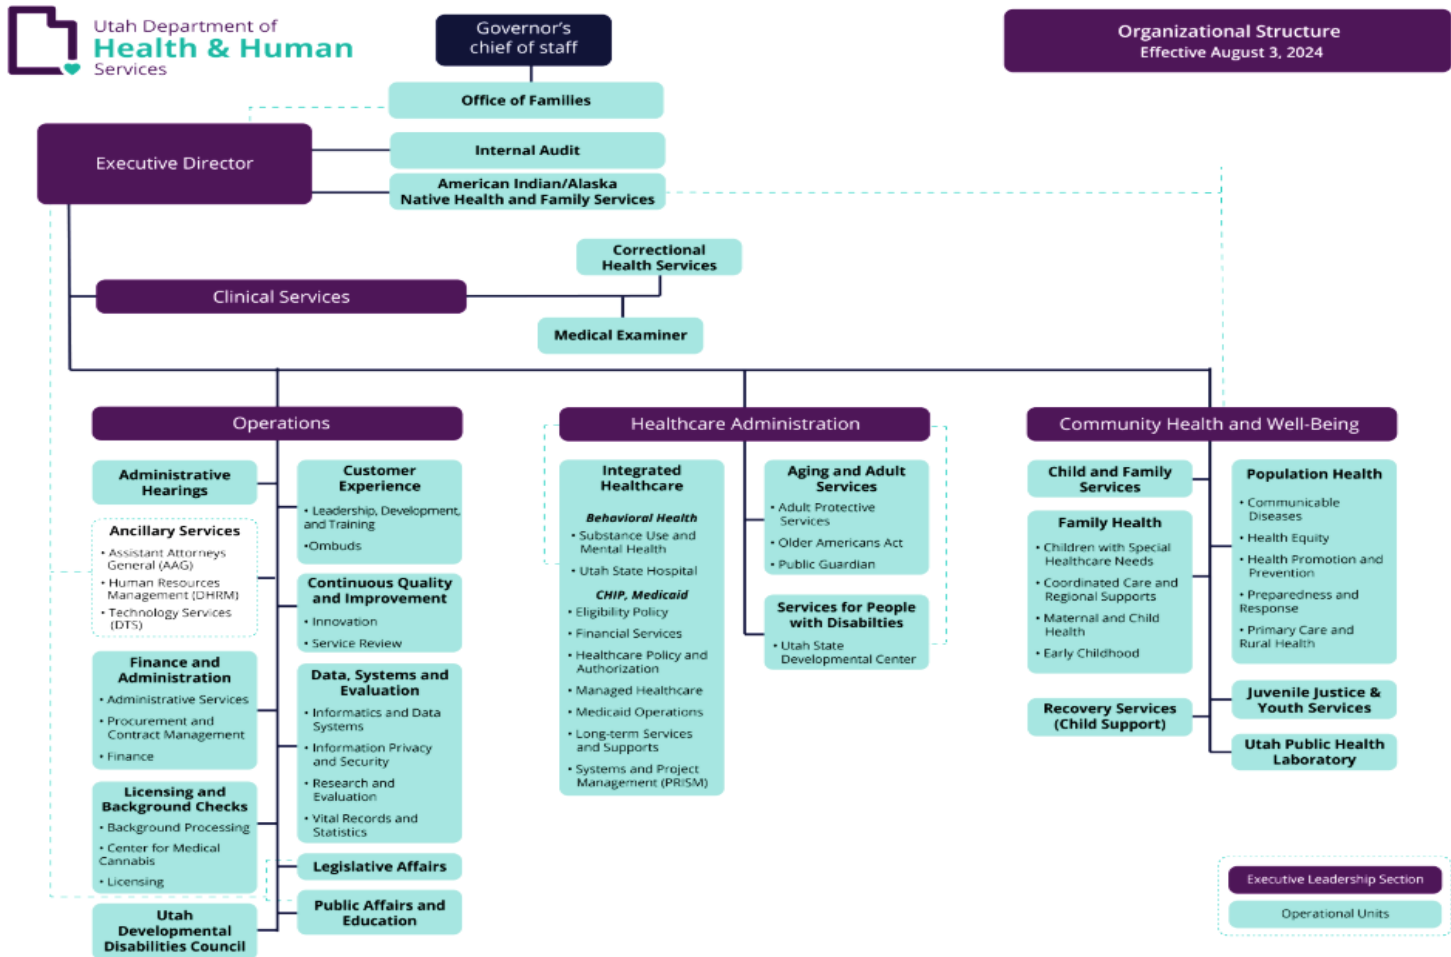 Utah Department of
Health & Human
Services
Governor's
chief of staff
Organizational Structure
Effective August 3, 2024
Office of Families
Executive Director
Internal Audit
American Indian/Alaska
Native Health and Family Services
Correctional
Health Services
Clinical Services
Medical Examiner
Operations
Administrative
Hearings
Ancillary Services
• Assistant Attorneys
General (AAG)
• Human Resources
Management (DHRM)
• Technology Services
(DTS)
Finance and
Administration
• Administrative Services
• Procurement and
Contract Management
• Finance
Licensing and
Background Checks
• Background Processing
• Center for Medical
Cannabis
• Licensing
Utah
Developmental
Disabilities Council
Customer
Experience
• Leadership, Development,
and Training
•Ombuds
Continuous Quality
and Improvement
• Innovation
• Service Review
Data, Systems and
Evaluation
• Informatics and Data
Systems
• Information Privacy
and Security
• Research and
Evaluation
• Vital Records and
Statistics
Legislative Affairs
Public Affairs and
Education
Healthcare Administration
Integrated
Healthcare
Behavioral Health
• Substance Use and
Mental Health
• Utah State Hospital
CHIP, Medicaid
• Eligibility Policy
• Financial Services
• Healthcare Policy and
Authorization
• Managed Healthcare
• Medicaid Operations
• Long-term Services
and Supports
• Systems and Project
Management (PRISM)
Aging and Adult
Services
• Adult Protective
Services
• Older Americans Act
• Public Guardian
Services for People
with Disabilties
• Utah State
Developmental Center
Community Health and Well-Being
Child and Family
Services
Family Health
• Children with Special
Healthcare Needs
• Coordinated Care and
Regional Supports
• Maternal and Child
Health
• Early Childhood
Recovery Services
(Child Support)
Population Health
• Communicable
Diseases
• Health Equity
• Health Promotion and
Prevention
• Preparedness and
Response
• Primary Care and
Rural Health
Juvenile Justice &
Youth Services
Utah Public Health
Laboratory
Executive Leadership Section
Operational Units